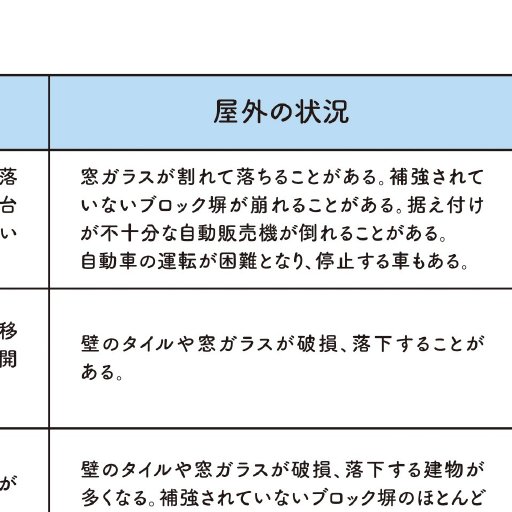 屋外の状況
落
台
い
窓ガラスが割れて落ちることがある。補強されて
いないブロック塀が崩れることがある。据え付け
が不十分な自動販売機が倒れることがある。
自動車の運転が困難となり、停止する車もある。
移
開
壁のタイルや窓ガラスが破損、落下することが
ある。
が
壁のタイルや窓ガラスが破損、落下する建物が
多くなる。補強されていないブロック塀のほとんど